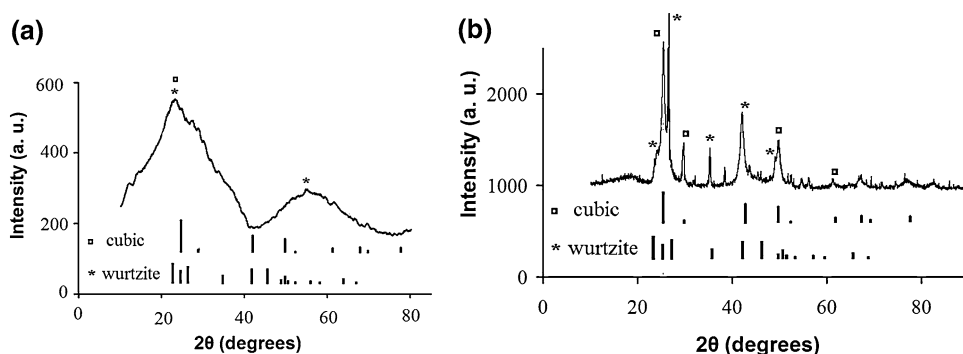 (a)
Intensity (a. u.)
600
400
200
0
¤
*
*
¤ cubic
* wurtzite
0
20
40
60
80
2θ (degrees)
(b)
Intensity (a. u.)
2000
1000
0
¤
*
*
¤
*
*
*
¤
¤
¤ cubic
* wurtzite
0
20
40
60
80
2θ (degrees)